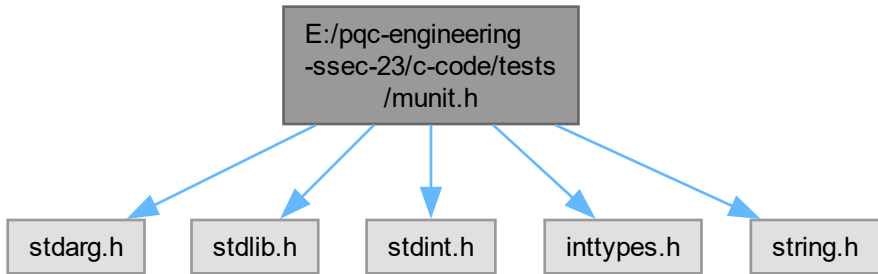 E:/pqc-engineering
-ssec-23/c-code/tests
/munit.h
stdarg.h
stdlib.h
stdint.h
inttypes.h
string.h